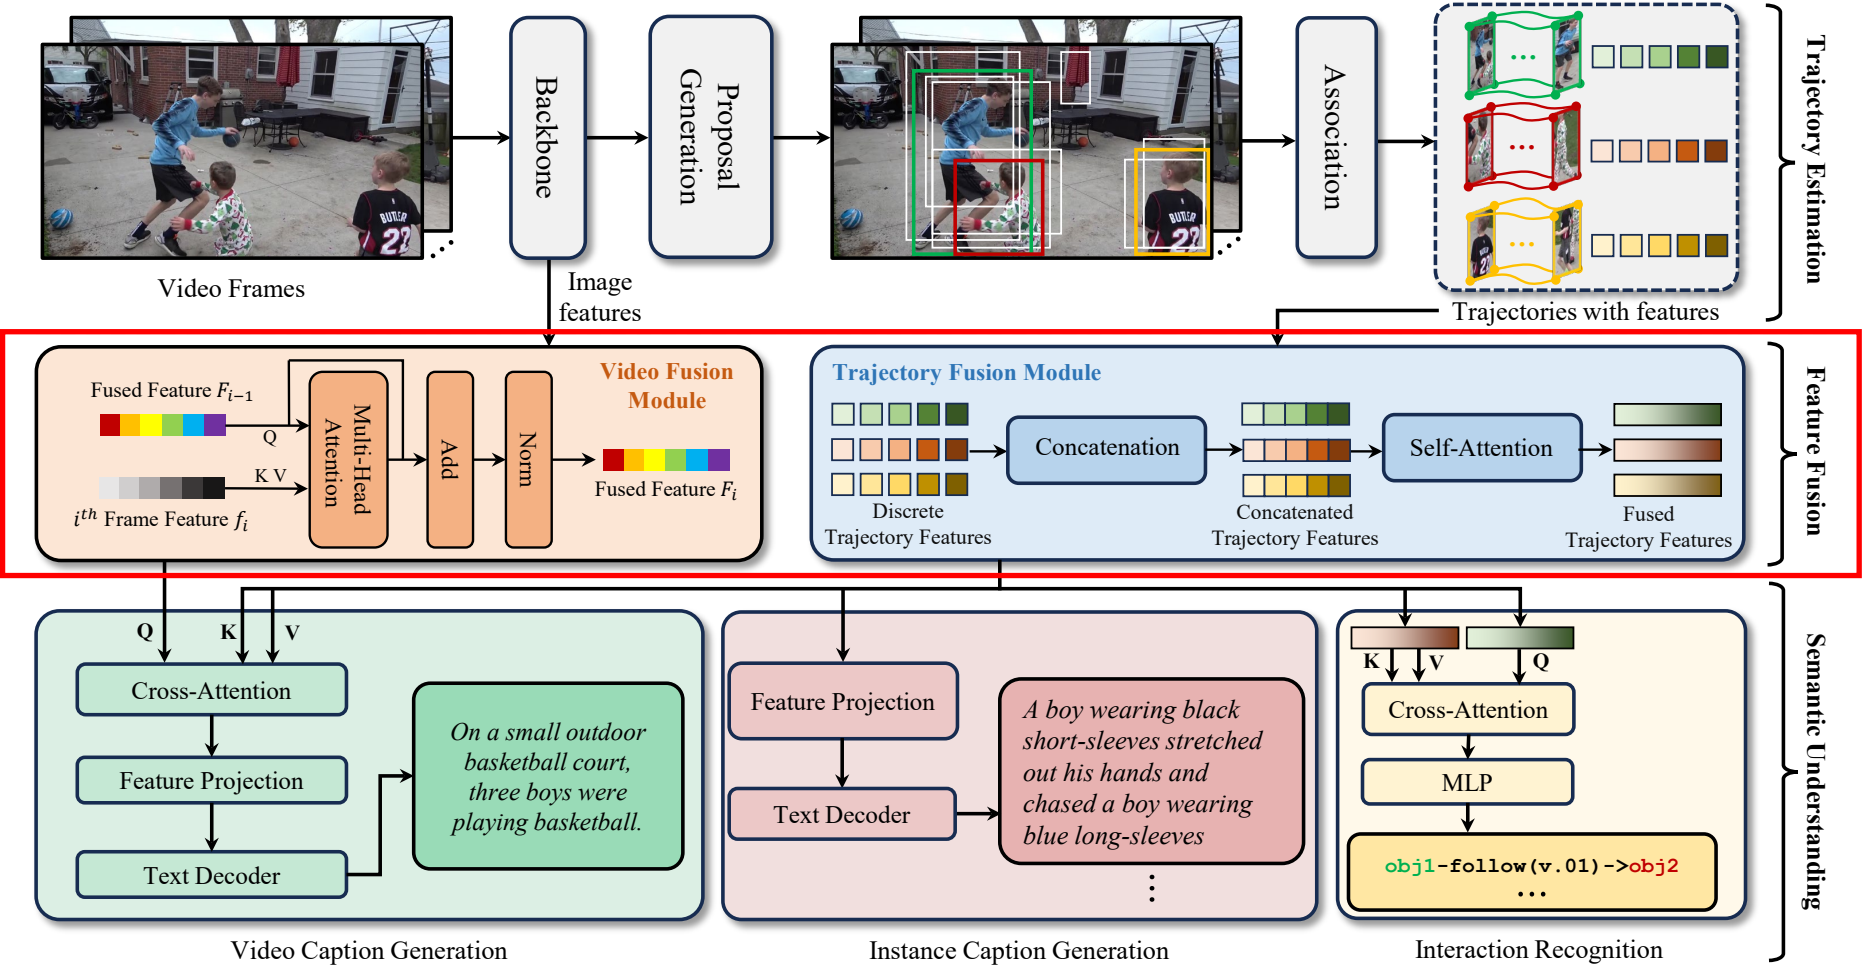 Video Frames
Backbone
Proposal
Generation
Association
Trajectory Estimation
BUTLER
22
BUTLER
22
Image
features
Trajectories with features
Video Fusion
Module
Fused Feature F_{i−1}
Q
K V
i^{th} Frame Feature f_i
Multi-Head
Attention
Add
Norm
Fused Feature F_i
Trajectory Fusion Module
Concatenation
Self-Attention
Discrete
Trajectory Features
Concatenated
Trajectory Features
Fused
Trajectory Features
Feature Fusion
Q
K
V
Cross-Attention
Feature Projection
Text Decoder
On a small outdoor
basketball court,
three boys were
playing basketball.
Video Caption Generation
Feature Projection
Text Decoder
A boy wearing black
short-sleeves stretched
out his hands and
chased a boy wearing
blue long-sleeves
⋮
Instance Caption Generation
K
V
Q
Cross-Attention
MLP
obj1-follow(v.01)->obj2
...
Interaction Recognition
Semantic Understanding